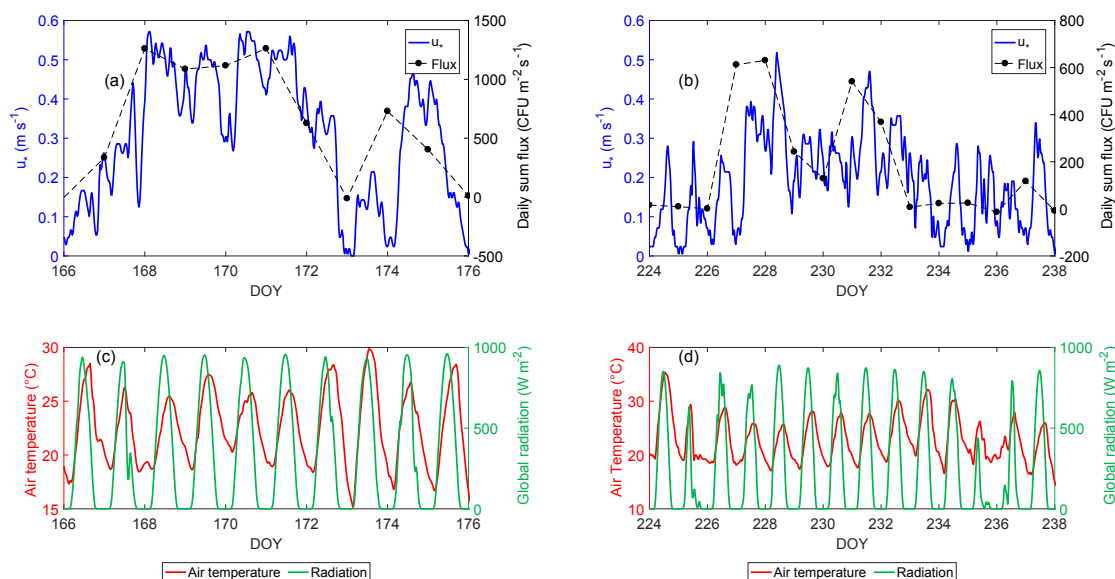 (a)
u* (m s-1)
0.6
0.5
0.4
0.3
0.2
0.1
0
166
168
170
172
174
176
DOY
1500
1000
500
0
-500
Daily sum flux (CFU m-2 s-1)
u*
Flux
(b)
u* (m s-1)
0.6
0.5
0.4
0.3
0.2
0.1
0
224
226
228
230
232
234
236
238
DOY
800
600
400
200
0
-200
Daily sum flux (CFU m-2 s-1)
u*
Flux
(c)
Air temperature (°C)
30
25
20
15
166
168
170
172
174
176
DOY
1000
500
0
Global radiation (W m-2)
Air temperature
Radiation
(d)
Air Temperature (°C)
40
30
20
10
224
226
228
230
232
234
236
238
DOY
1000
500
0
Global radiation (W m-2)
Air temperature
Radiation